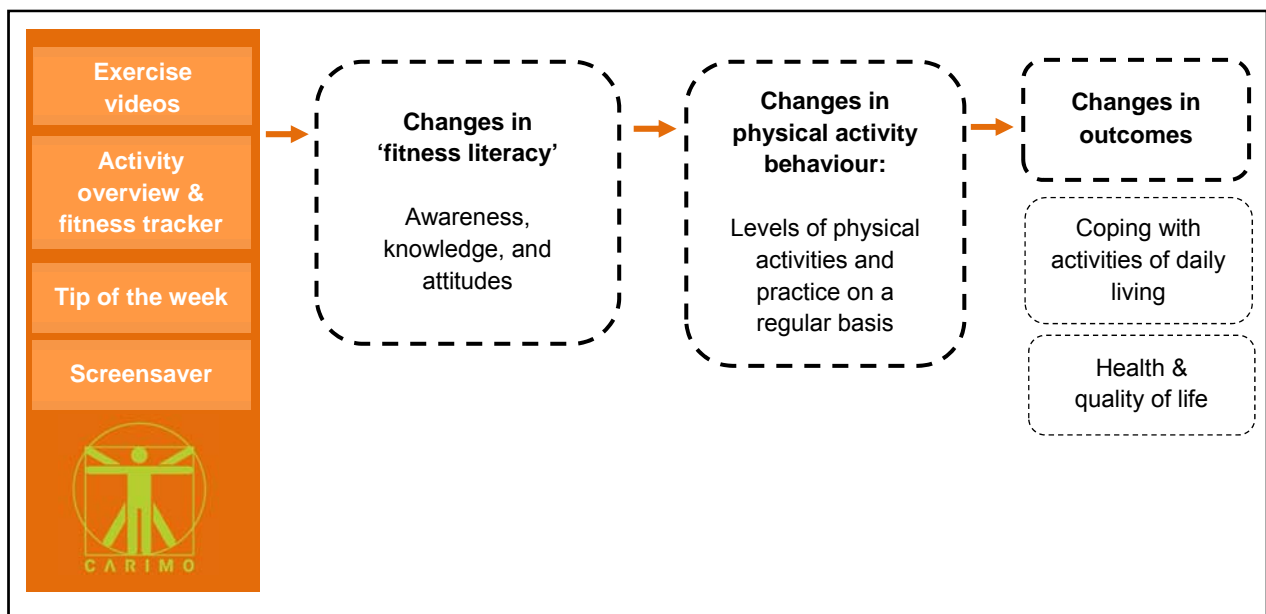 Exercise
videos
Activity
overview &
fitness tracker
Tip of the week
Screensaver
CARIMO
Changes in
‘fitness literacy’
Awareness,
knowledge, and
attitudes
Changes in
physical activity
behaviour:
Levels of physical
activities and
practice on a
regular basis
Changes in
outcomes
Coping with
activities of daily
living
Health &
quality of life